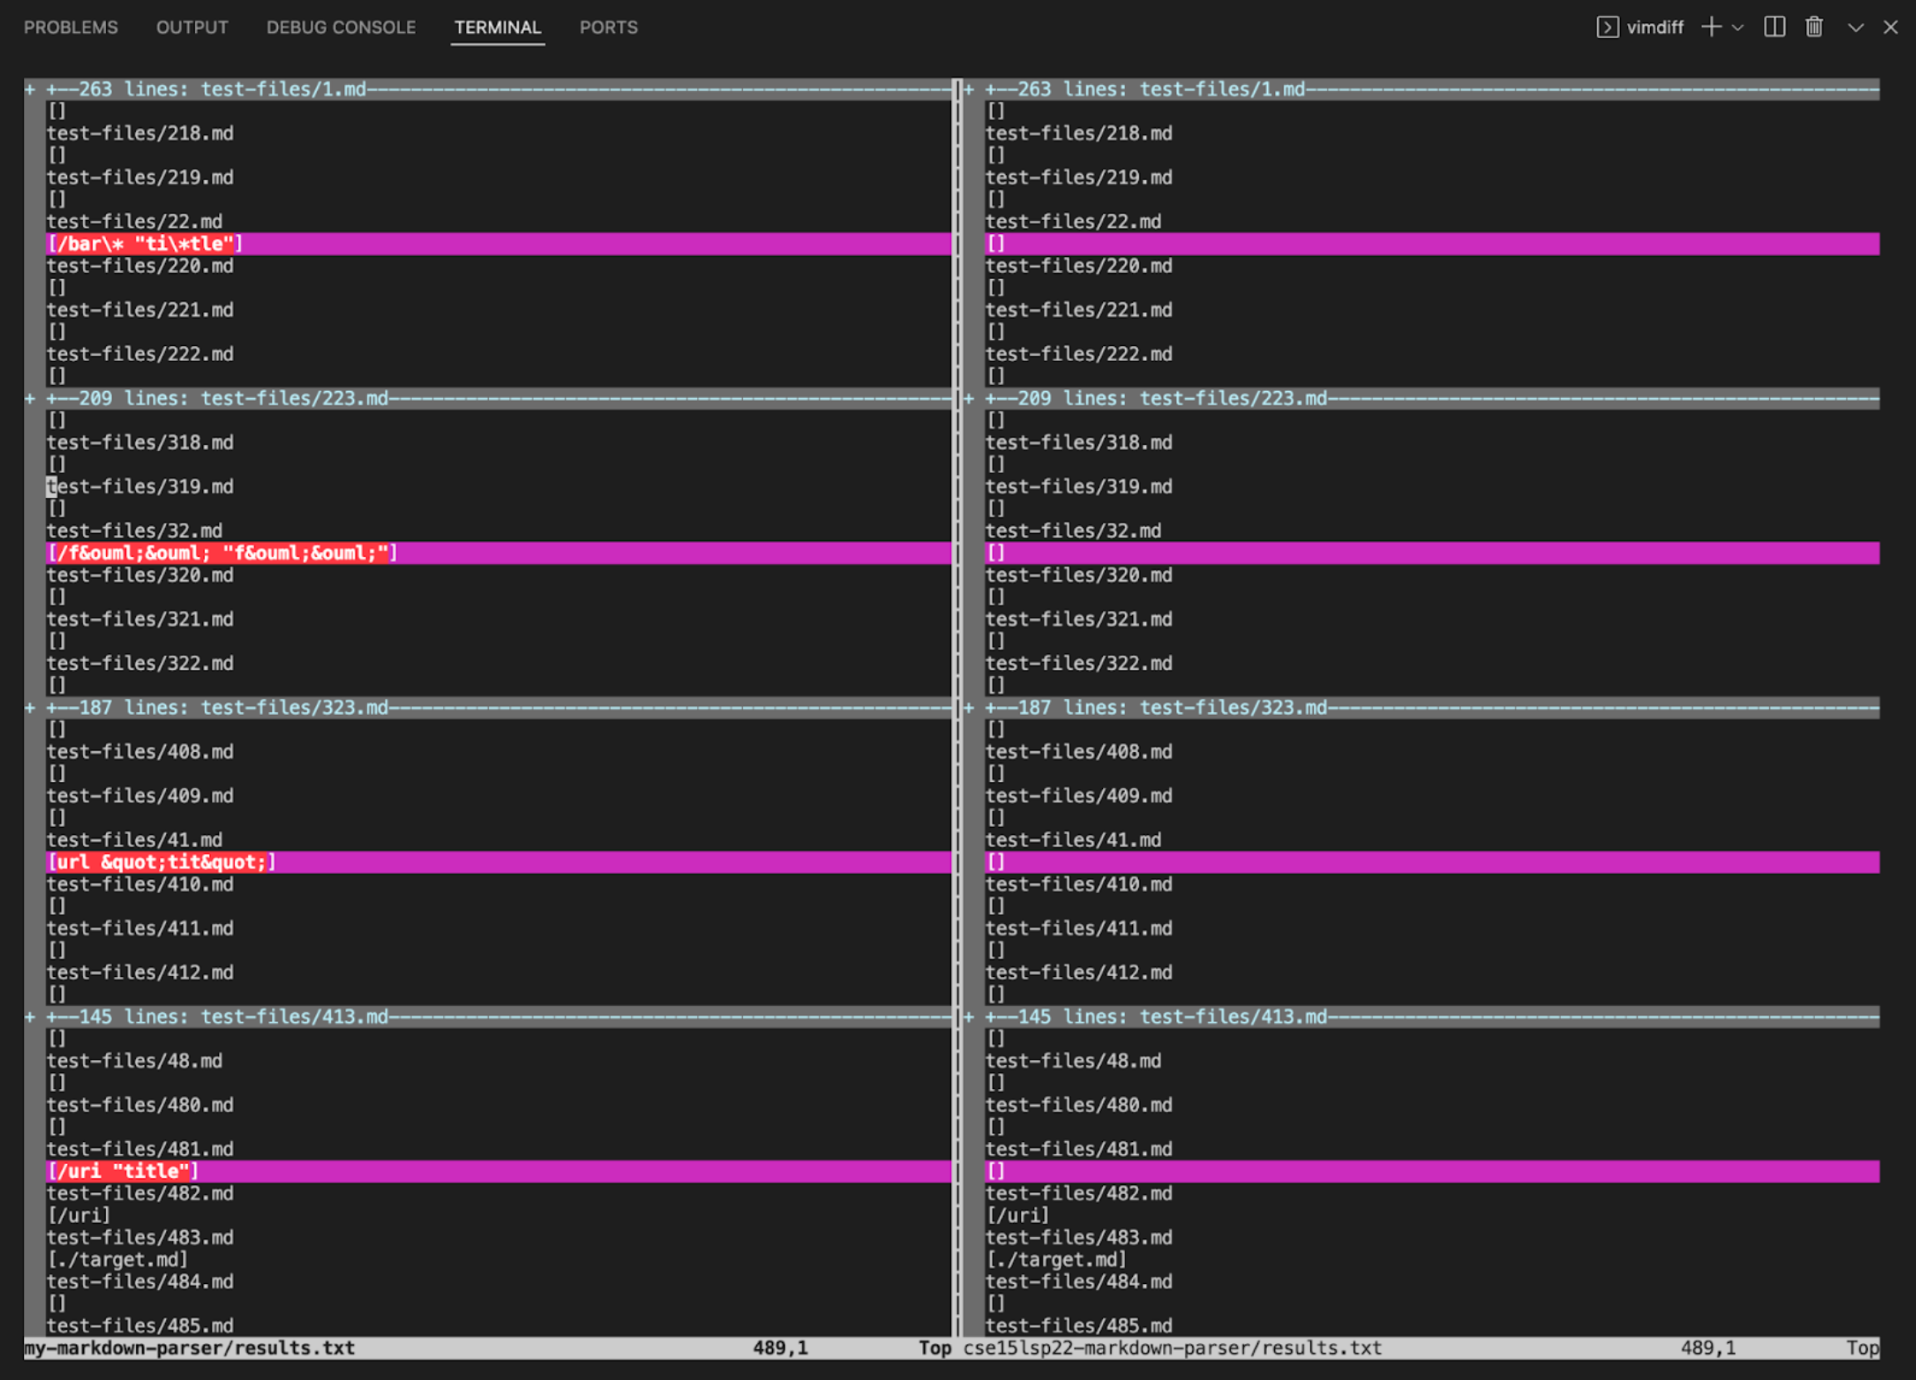 PROBLEMS OUTPUT DEBUG CONSOLE TERMINAL PORTS vimdiff
+ +--263 lines: test-files/1.md
[]
test-files/218.md
[]
test-files/219.md
[]
test-files/22.md
[/bar\* "ti\*tle"]
test-files/220.md
[]
test-files/221.md
[]
test-files/222.md
[]
+ +--209 lines: test-files/223.md
[]
test-files/318.md
[]
test-files/319.md
[]
test-files/32.md
[/f&ouml;&ouml; "f&ouml;&ouml;"]
test-files/320.md
[]
test-files/321.md
[]
test-files/322.md
[]
+ +--187 lines: test-files/323.md
[]
test-files/408.md
[]
test-files/409.md
[]
test-files/41.md
[url &quot;tit&quot;]
test-files/410.md
[]
test-files/411.md
[]
test-files/412.md
[]
+ +--145 lines: test-files/413.md
[]
test-files/48.md
[]
test-files/480.md
[]
test-files/481.md
[/uri "title"]
test-files/482.md
[/uri]
test-files/483.md
[./target.md]
test-files/484.md
[]
test-files/485.md
my-markdown-parser/results.txt 489,1 Top
+ +--263 lines: test-files/1.md
[]
test-files/218.md
[]
test-files/219.md
[]
test-files/22.md
[]
test-files/220.md
[]
test-files/221.md
[]
test-files/222.md
[]
+ +--209 lines: test-files/223.md
[]
test-files/318.md
[]
test-files/319.md
[]
test-files/32.md
[]
test-files/320.md
[]
test-files/321.md
[]
test-files/322.md
[]
+ +--187 lines: test-files/323.md
[]
test-files/408.md
[]
test-files/409.md
[]
test-files/41.md
[]
test-files/410.md
[]
test-files/411.md
[]
test-files/412.md
[]
+ +--145 lines: test-files/413.md
[]
test-files/48.md
[]
test-files/480.md
[]
test-files/481.md
[]
test-files/482.md
[/uri]
test-files/483.md
[./target.md]
test-files/484.md
[]
test-files/485.md
cse15lsp22-markdown-parser/results.txt 489,1 Top